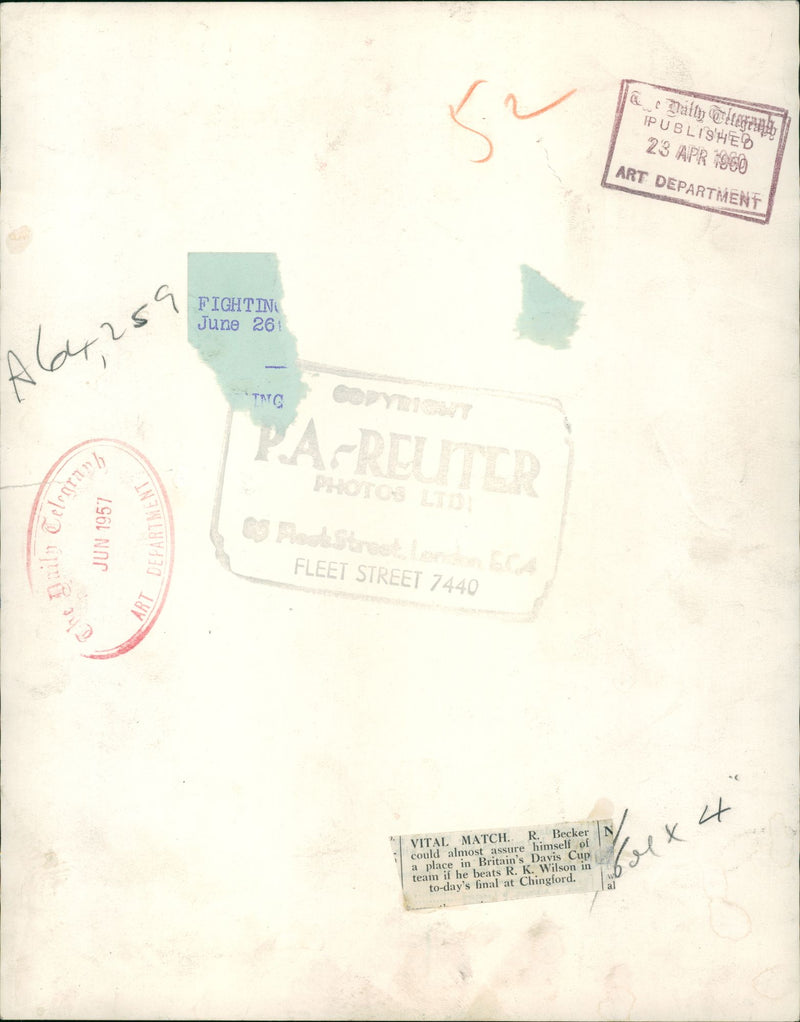 52
The Daily Telegraph
PUBLISHED
23 APR 1960
ART DEPARTMENT
FIGHTING
June 26
ING
A64,259
COPYRIGHT
P.A.-REUTER
PHOTOS LTD.
85 Fleet Street, London E.C.4
FLEET STREET 7440
The Daily Telegraph
JUN 1957
ART DEPARTMENT
VITAL MATCH. R. Becker
could almost assure himself of
a place in Britain's Davis Cup
team if he beats R. K. Wilson in
to-day's final at Chingford.
N
al
x 4"